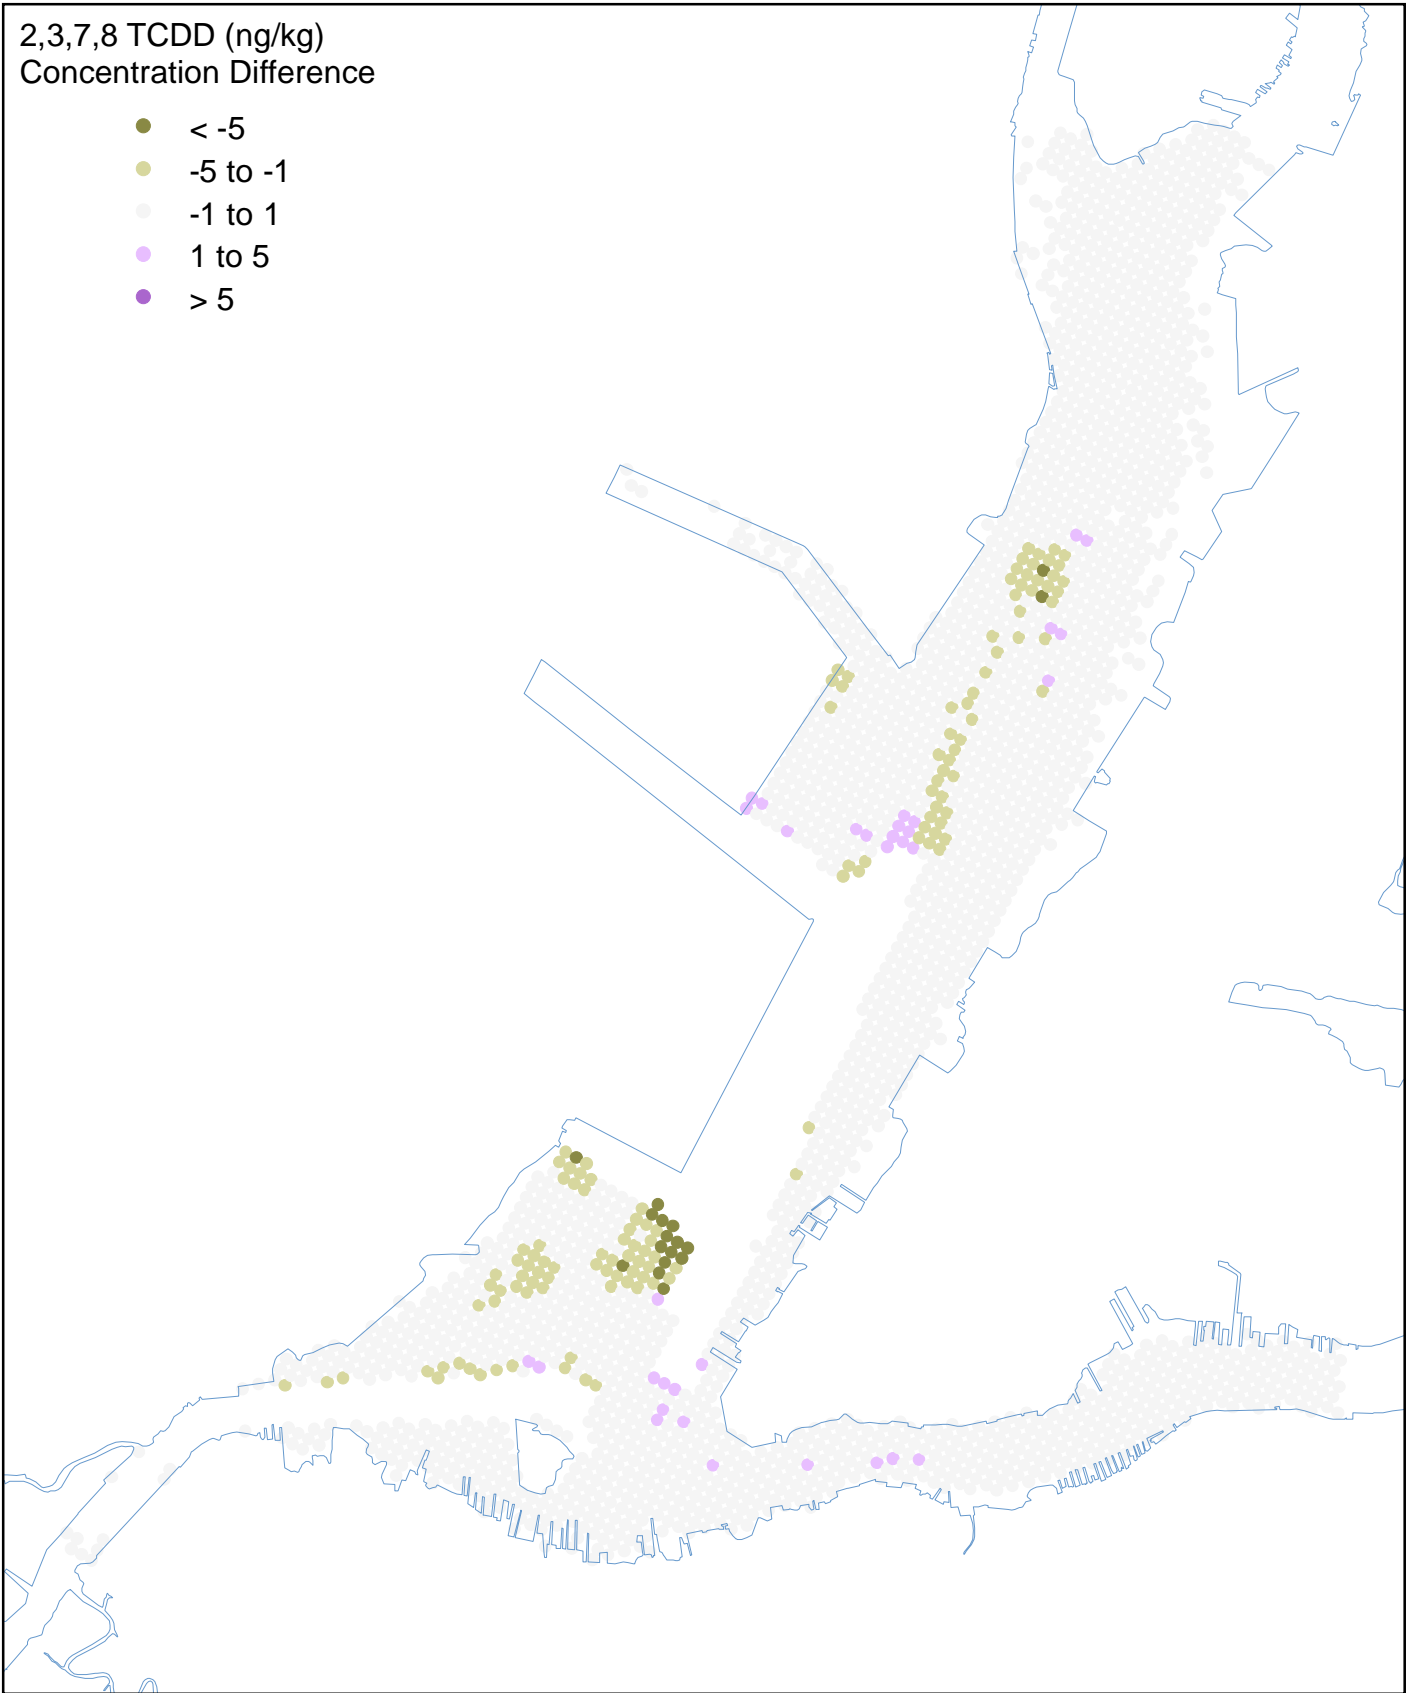 2,3,7,8 TCDD (ng/kg)
Concentration Difference
< -5
-5 to -1
-1 to 1
1 to 5
> 5